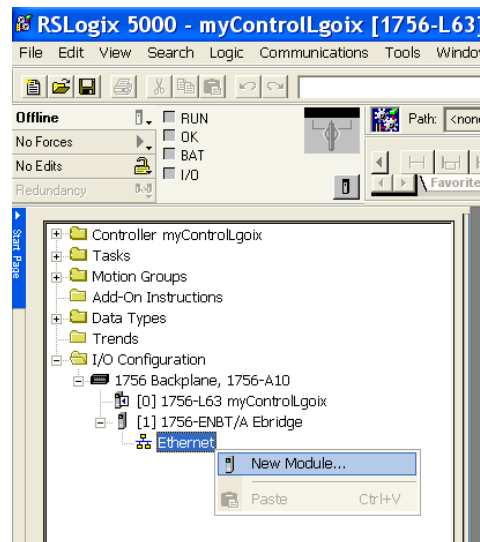 RSLogix 5000 - myControlLgoix [1756-L63]
File Edit View Search Logic Communications Tools Window
Offline RUN Path: <none
No Forces OK
No Edits BAT
Redundancy I/O
Favorite
Start Page
Controller myControlLgoix
Tasks
Motion Groups
Add-On Instructions
Data Types
Trends
I/O Configuration
1756 Backplane, 1756-A10
[0] 1756-L63 myControlLgoix
[1] 1756-ENBT/A Ebridge
Ethernet
New Module...
Paste Ctrl+V